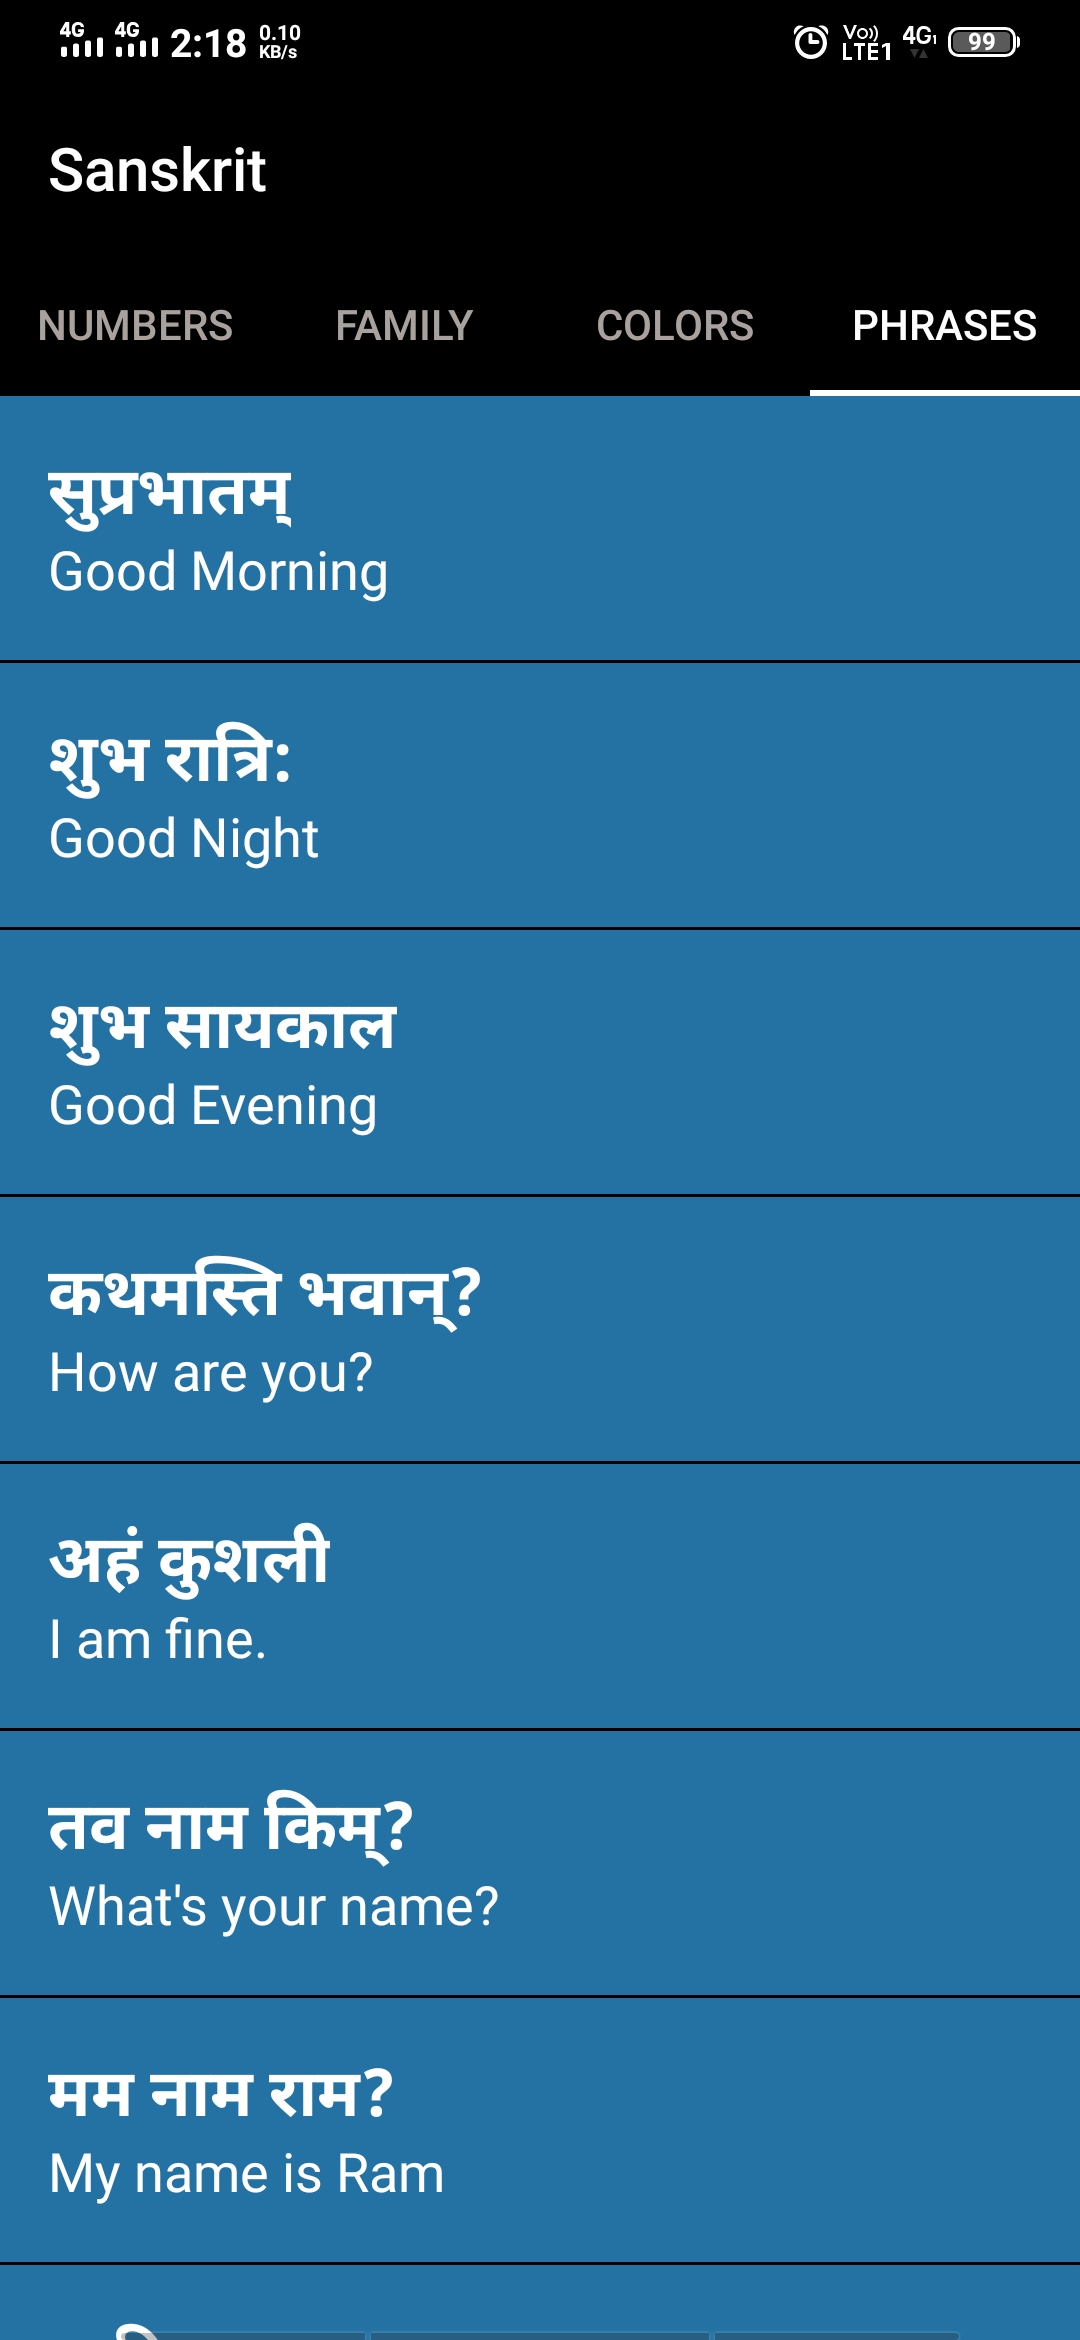 4G 4G 2:18 0.10 KB/s Vo)) LTE1 4G1 99
Sanskrit
NUMBERS FAMILY COLORS PHRASES
सुप्रभातम्
Good Morning
शुभ रात्रि:
Good Night
शुभ सायकाल
Good Evening
कथमस्ति भवान्?
How are you?
अहं कुशली
I am fine.
तव नाम किम्?
What's your name?
मम नाम राम?
My name is Ram